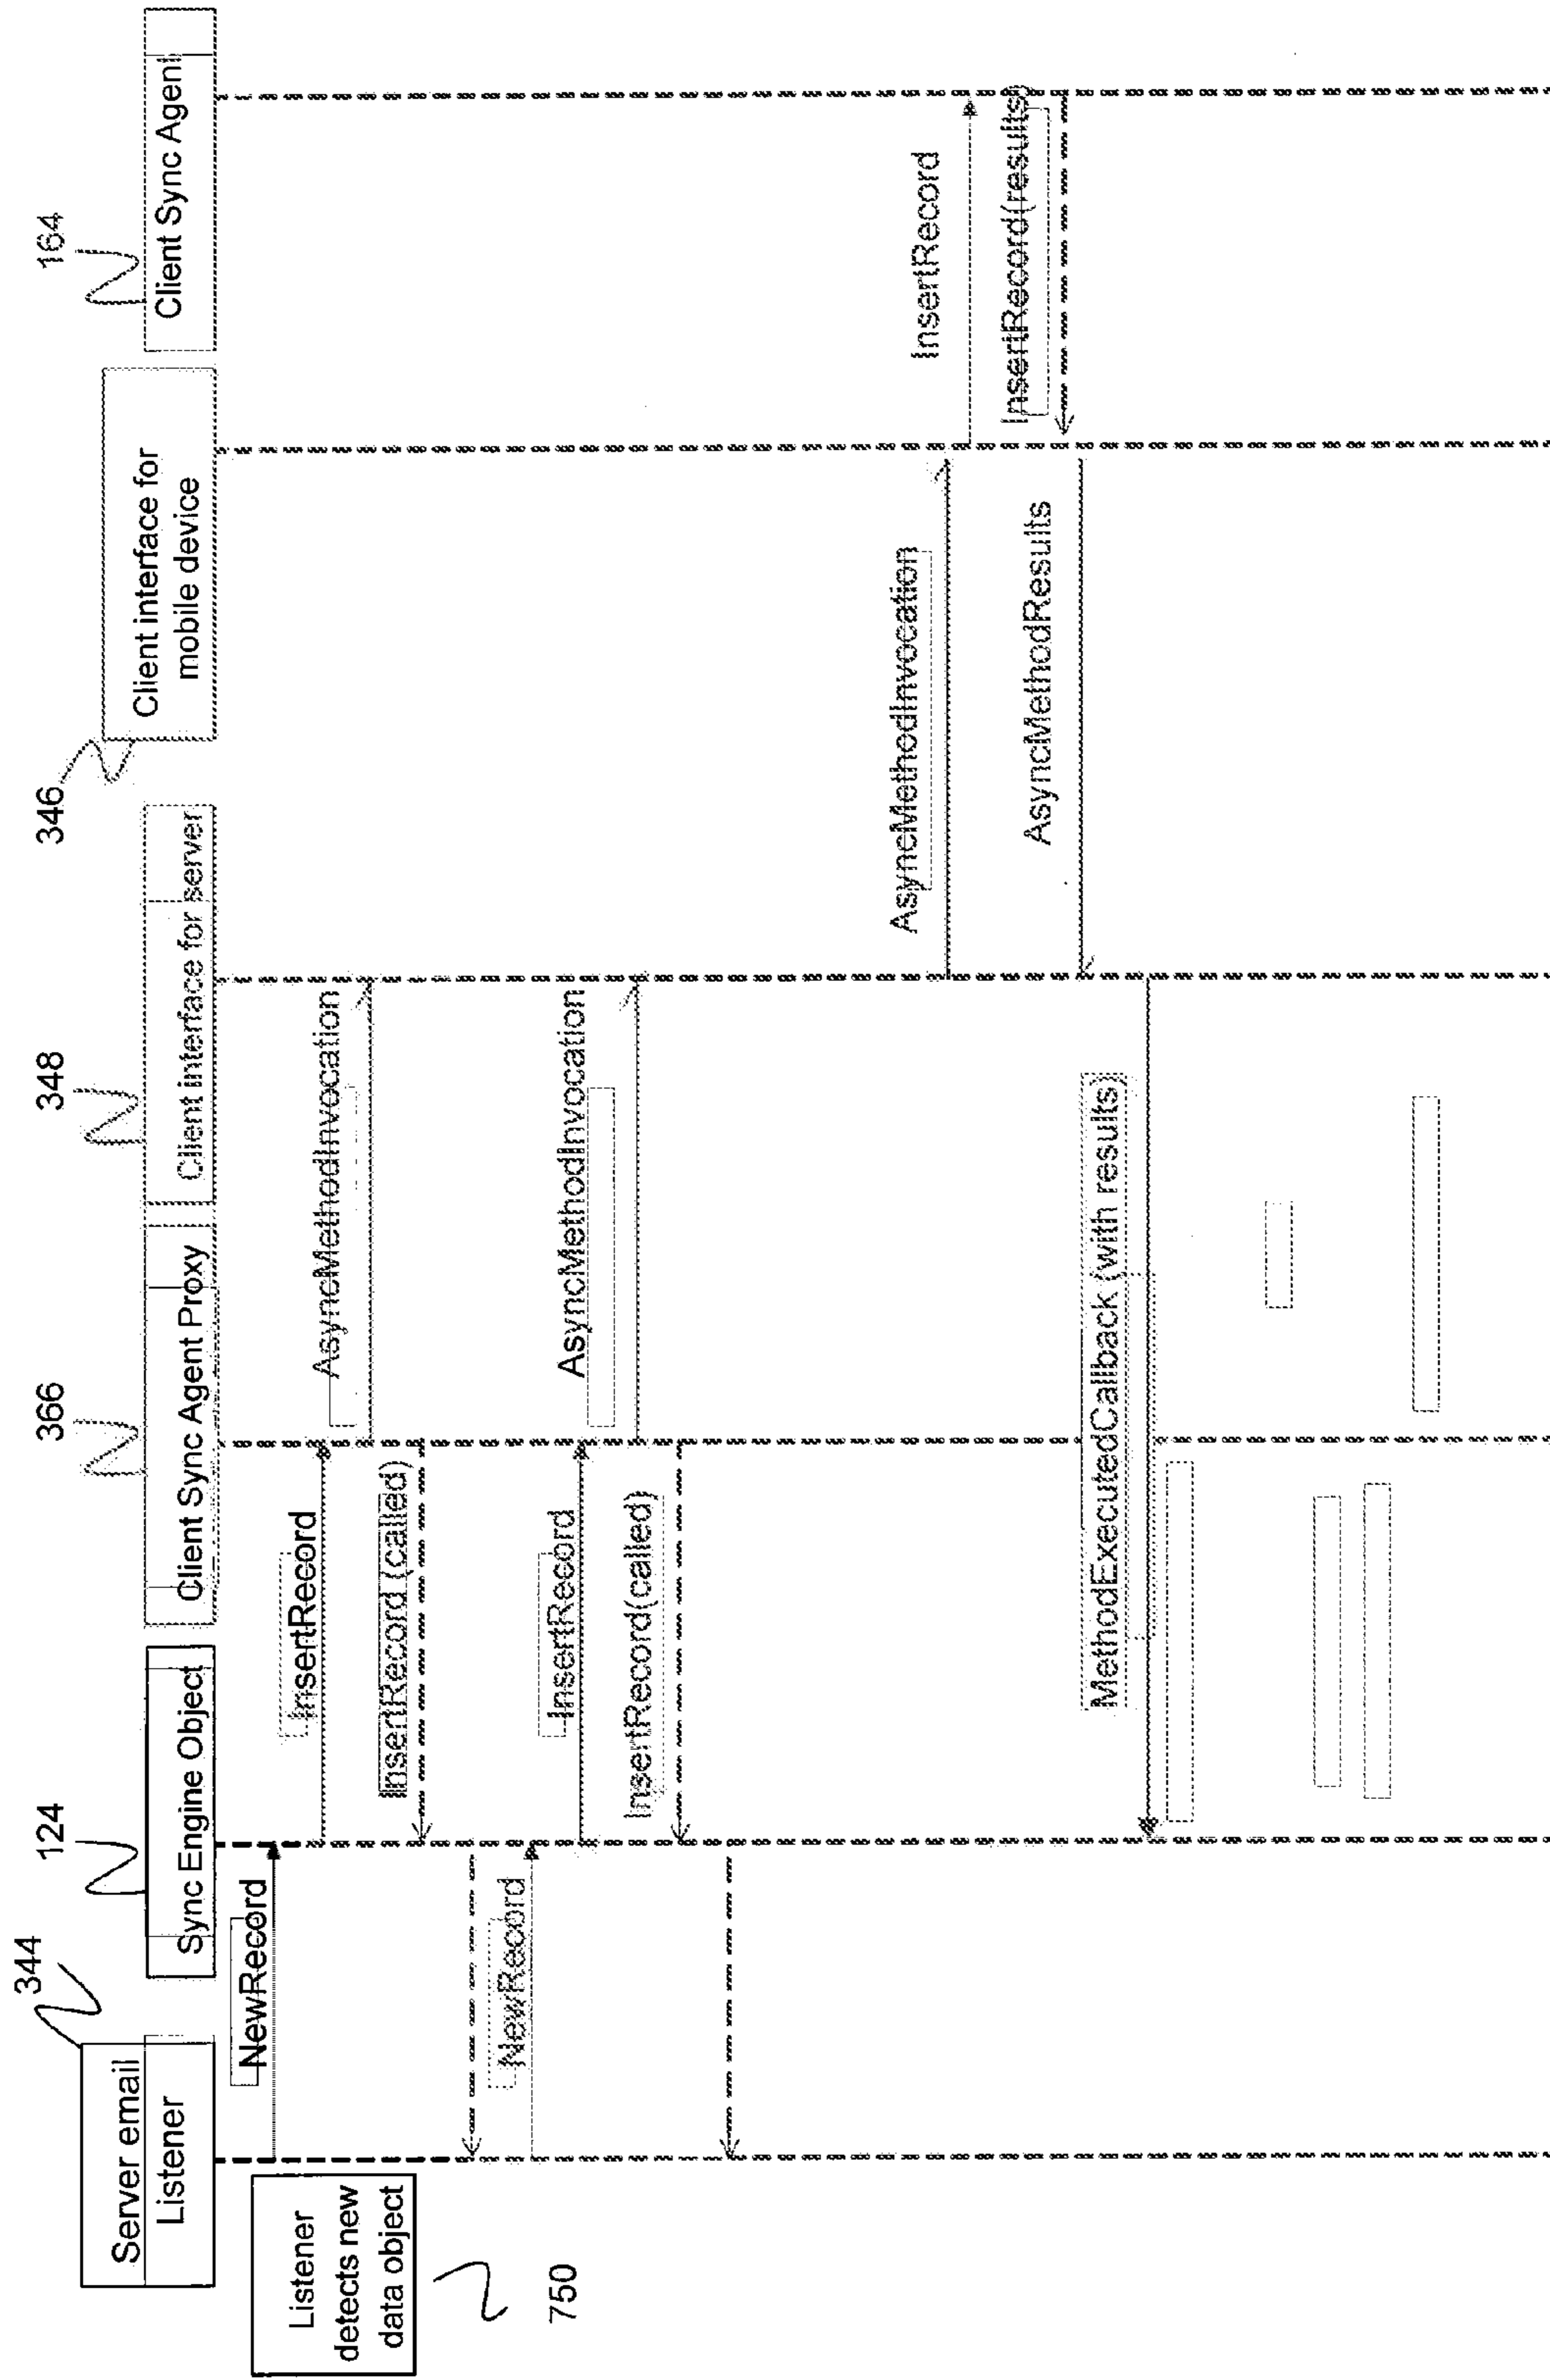 344
124
366
348
346
164
Server email
Listener
Sync Engine Object
Client Sync Agent Proxy
Client interface for server
Client interface for
mobile device
Client Sync Agent
Listener
detects new
data object
750
NewRecord
InsertRecord
AsyncMethodInvocation
InsertRecord (called)
NewRecord
InsertRecord
AsyncMethodInvocation
InsertRecord(called)
AsyncMethodInvocation
InsertRecord
InsertRecord(results)
AsyncMethodResults
MethodExecutedCallback (with results)